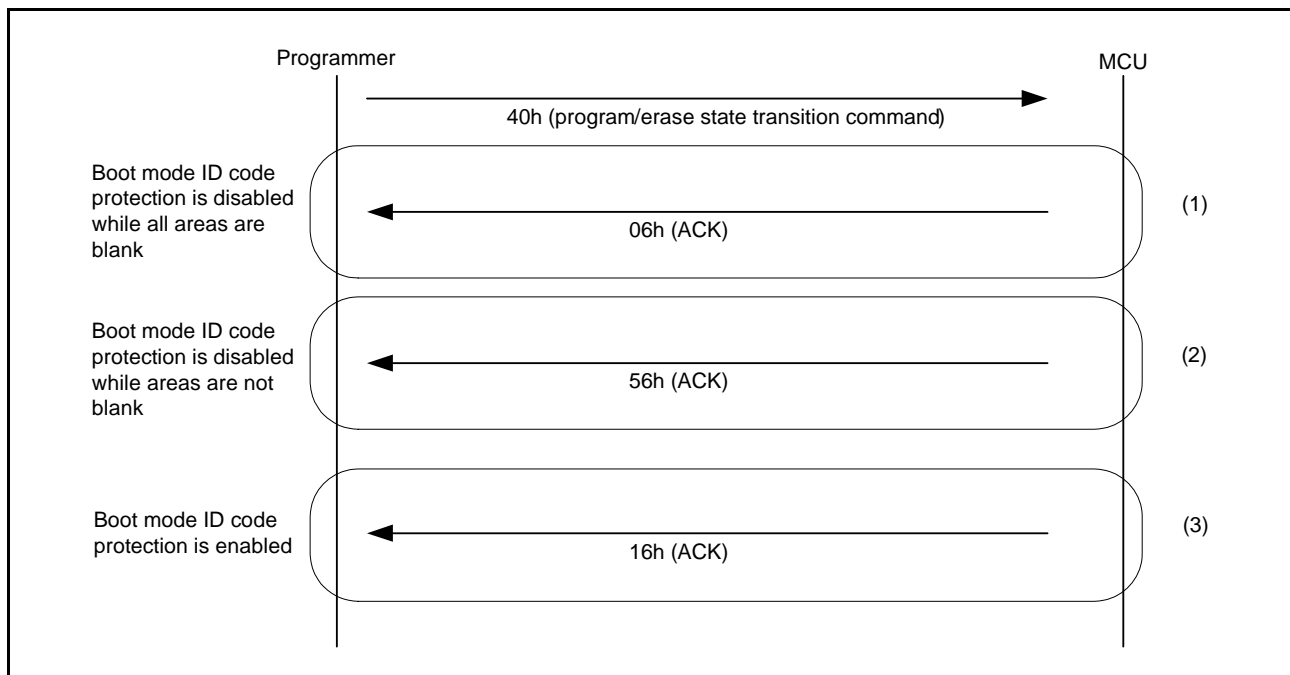 Programmer
MCU
40h (program/erase state transition command)
Boot mode ID code
protection is disabled
while all areas are
blank
06h (ACK)
(1)
Boot mode ID code
protection is disabled
while areas are not
blank
56h (ACK)
(2)
Boot mode ID code
protection is enabled
16h (ACK)
(3)